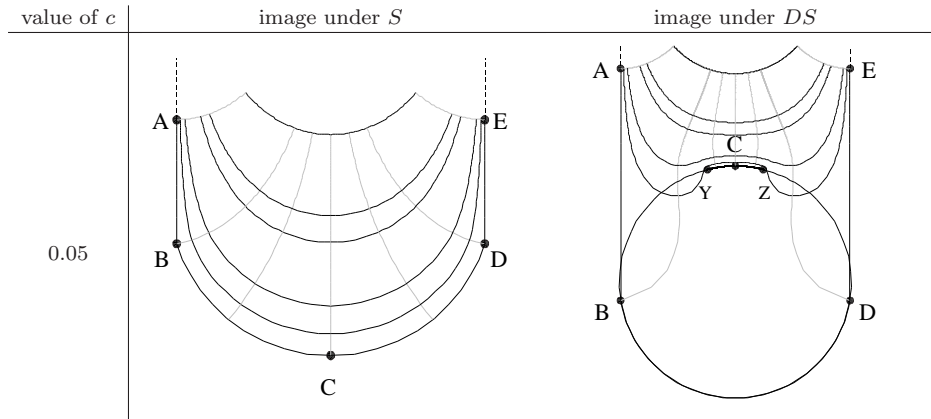 value of c image under S image under DS
A E A E
C
Y Z
B D
0.05
B D
C